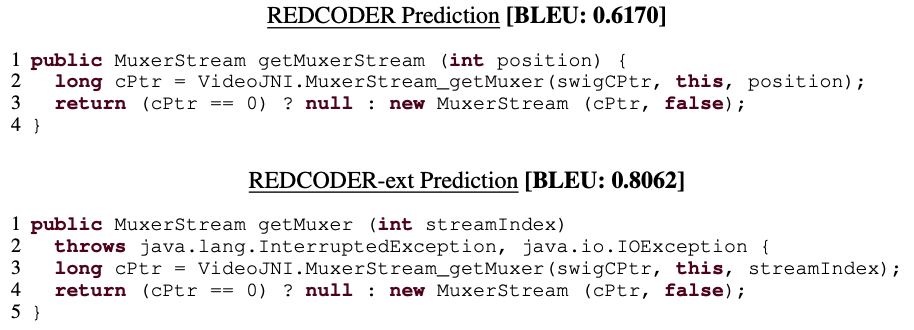 REDCODER Prediction [BLEU: 0.6170]
1 public MuxerStream getMuxerStream (int position) {
2   long cPtr = VideoJNI.MuxerStream_getMuxer(swigCPtr, this, position);
3   return (cPtr == 0) ? null : new MuxerStream (cPtr, false);
4 }
REDCODER-ext Prediction [BLEU: 0.8062]
1 public MuxerStream getMuxer (int streamIndex)
2   throws java.lang.InterruptedException, java.io.IOException {
3   long cPtr = VideoJNI.MuxerStream_getMuxer(swigCPtr, this, streamIndex);
4   return (cPtr == 0) ? null : new MuxerStream (cPtr, false);
5 }